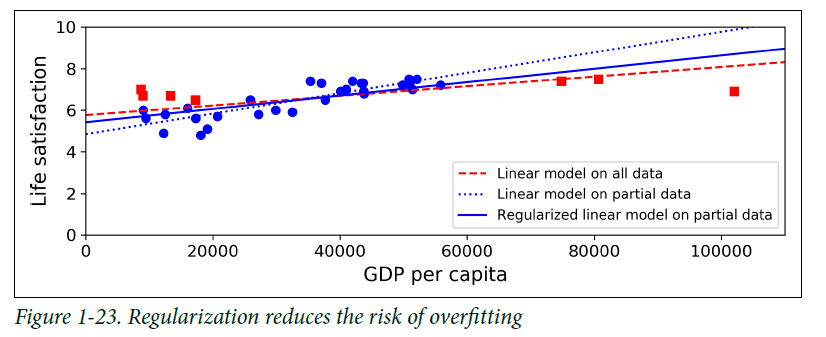 10
8
6
4
2
0
Life satisfaction
Linear model on all data
Linear model on partial data
Regularized linear model on partial data
0 20000 40000 60000 80000 100000
GDP per capita
Figure 1-23. Regularization reduces the risk of overfitting